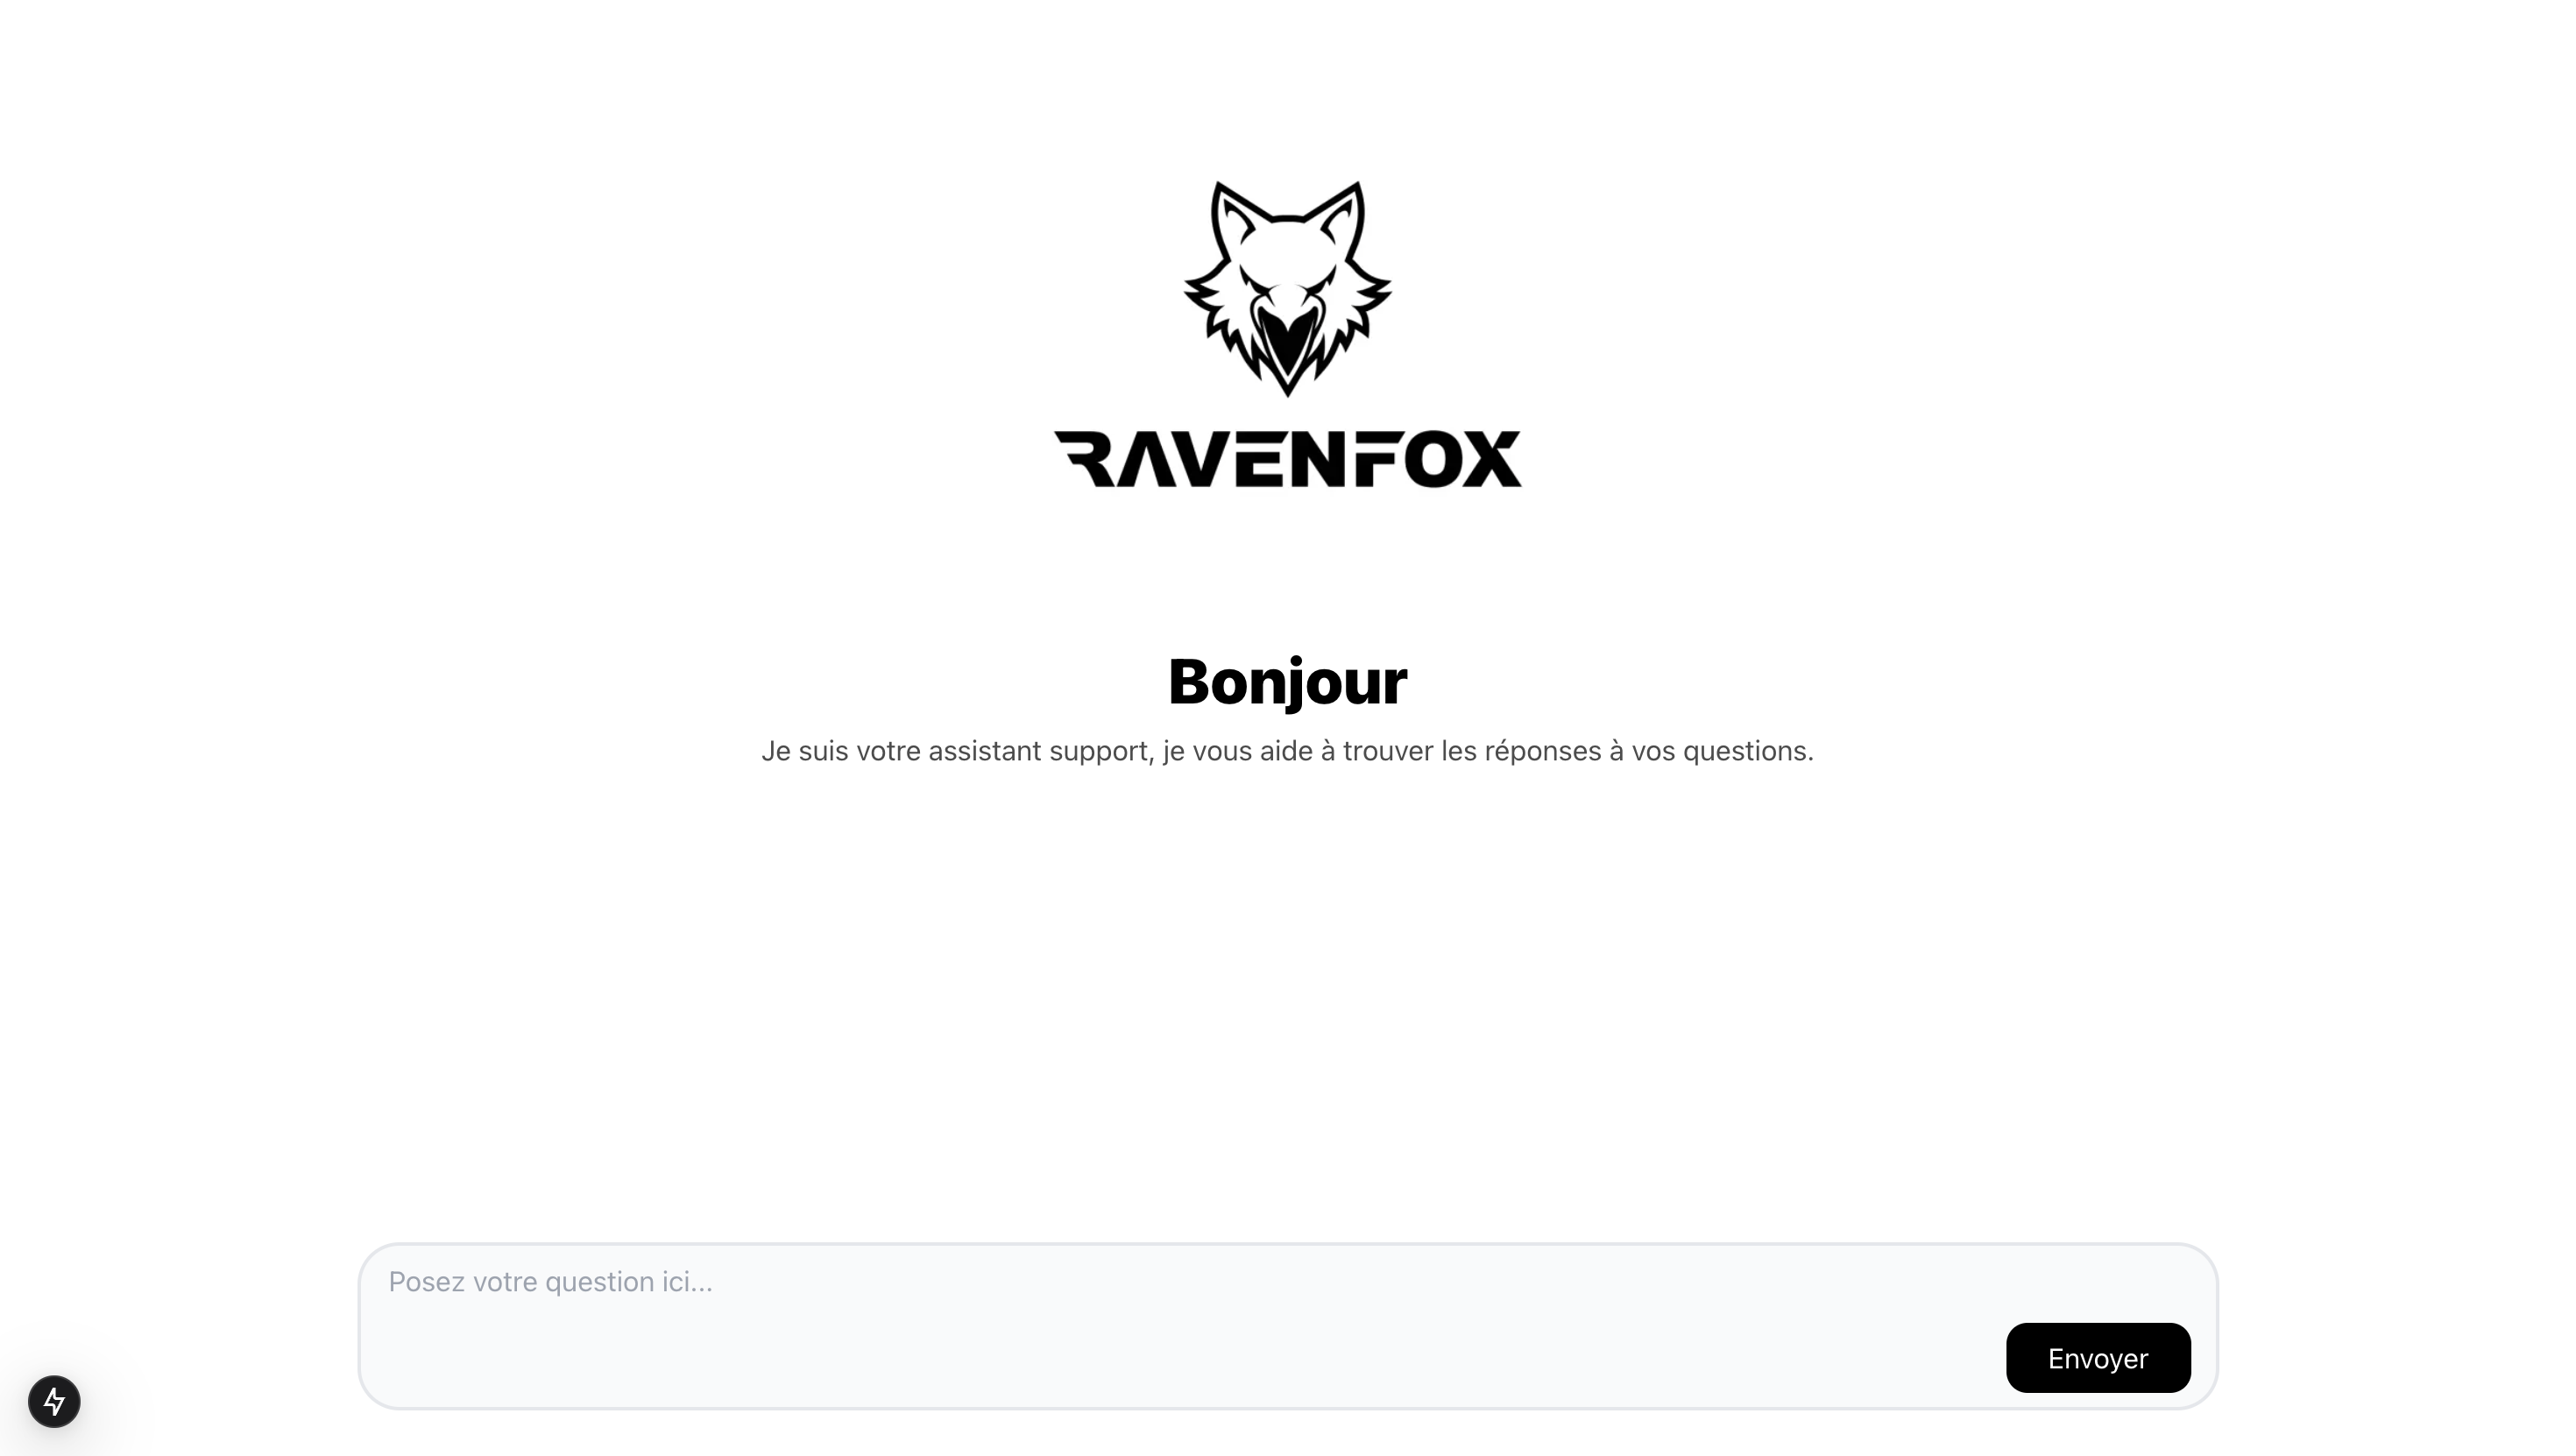 RAVENFOX
Bonjour
Je suis votre assistant support, je vous aide à trouver les réponses à vos questions.
Posez votre question ici...
Envoyer